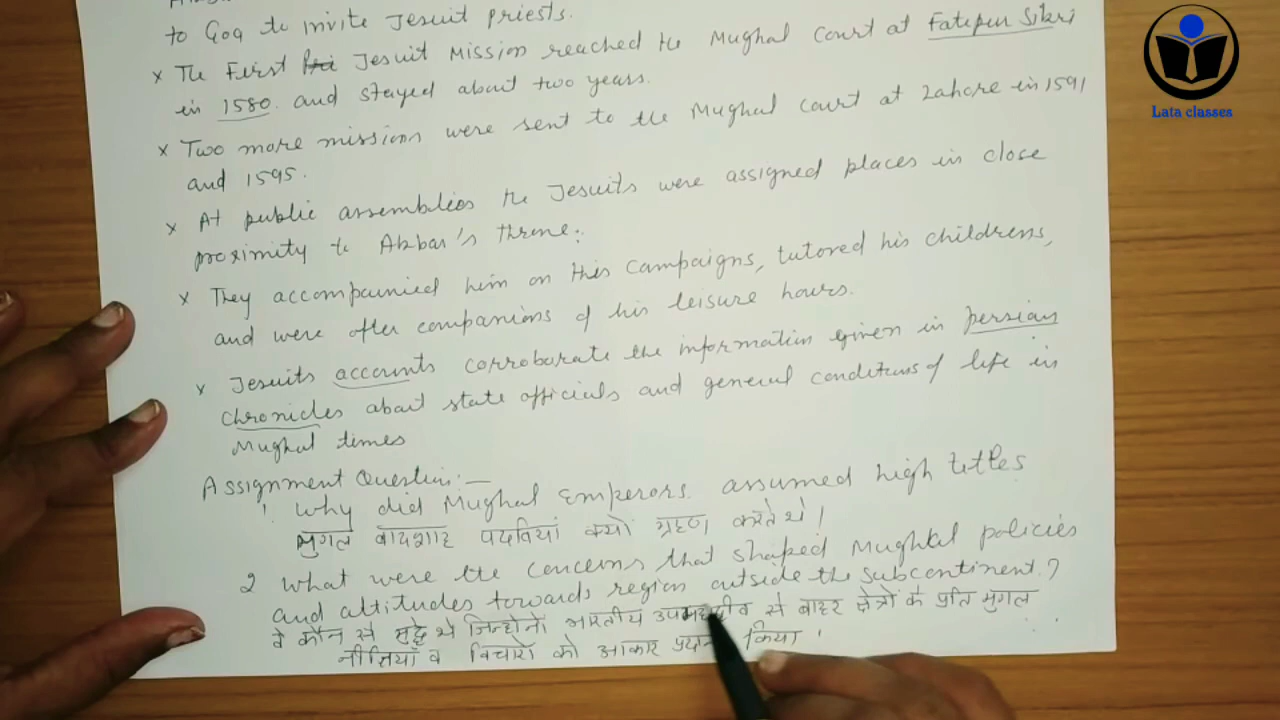 to Goa to invite Jesuit priests.
x The First Jesuit Mission reached the Mughal Court at Fatepur Sikri
in 1580. and stayed about two years.
x Two more missions were sent to the Mughal court at Lahore in 1591
and 1595.
x At public assemblies the Jesuits were assigned places in close
proximity to Akbar's throne.
x They accompained him on this campaigns, tutored his childrens,
and were ofter companions of his leisure hours.
x Jesuits accounts corroborate the information given in persian
chronicles about state officials and general conditions of life in
Mughal times
Assignment Question:—
1 Why did Mughal Emperors assumed high titles
मुगल बादशाह पदवियां क्यों ग्रहण करते थे।
2 What were the concerns that shaped Mughal policies
and attitudes towards region outside the subcontinent?
वे कौन से मुद्दे थे जिन्होनों भारतीय से बाहर क्षेत्रों के प्रति मुगल
नीतियाँ व विचारों को आकार किया।
Lata classes